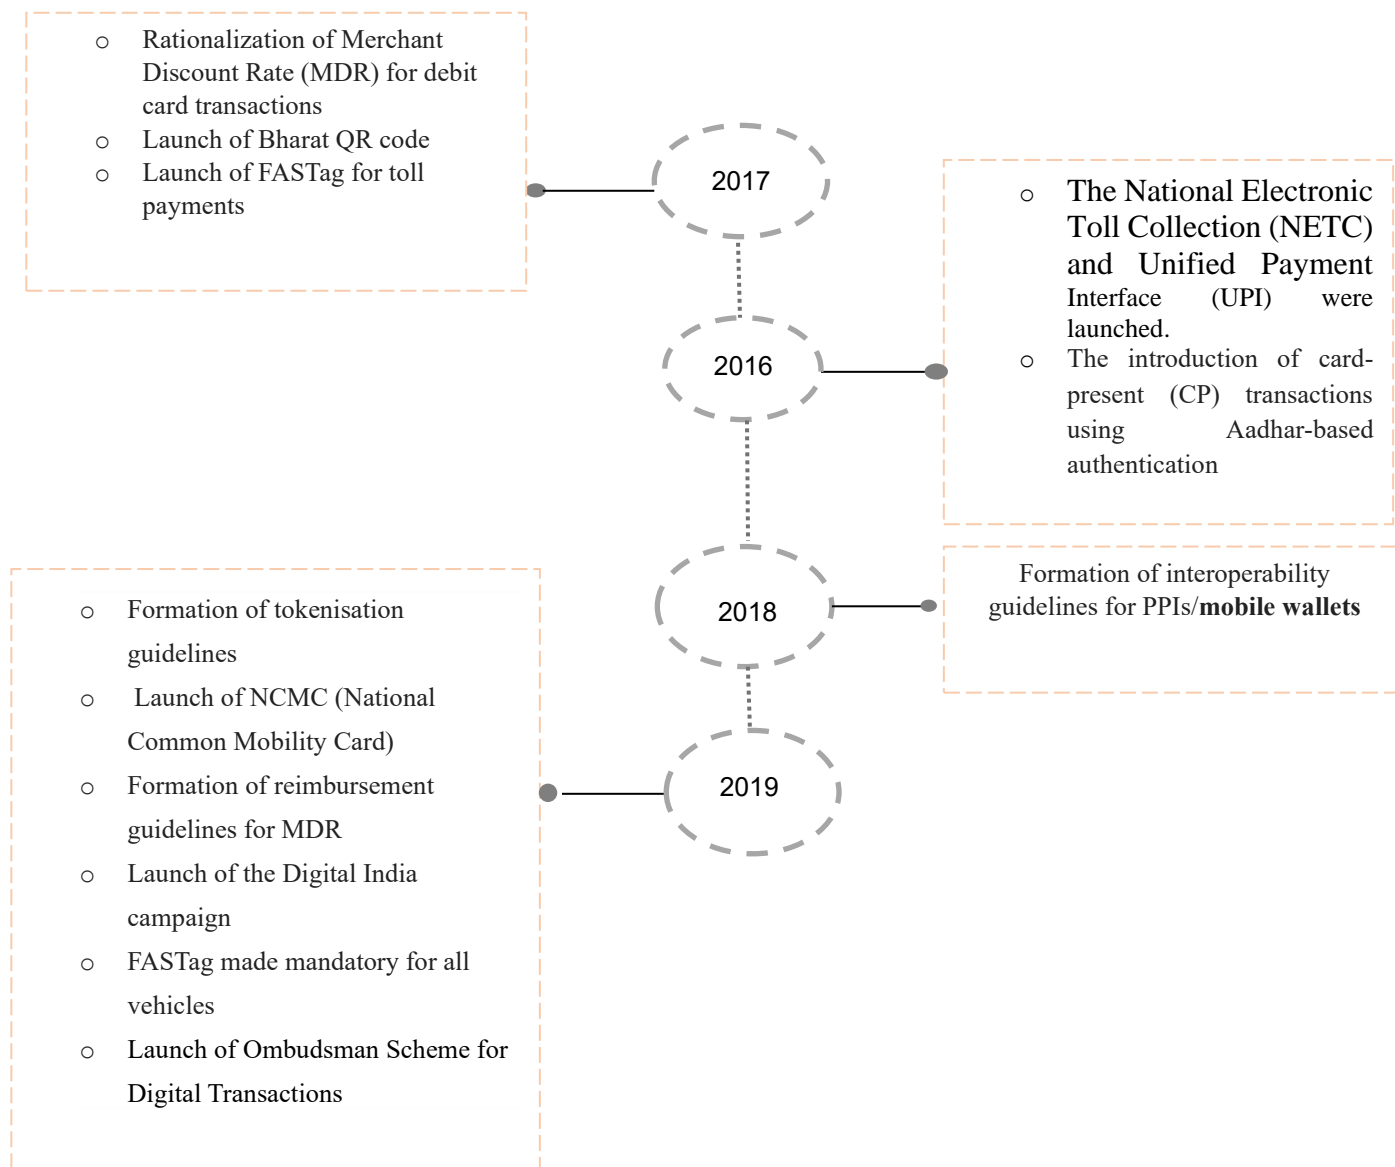 o Rationalization of Merchant
Discount Rate (MDR) for debit
card transactions
o Launch of Bharat QR code
o Launch of FASTag for toll
payments
2017
o The National Electronic
Toll Collection (NETC)
and Unified Payment
Interface (UPI) were
launched.
o The introduction of card-
present (CP) transactions
using Aadhar-based
authentication
2016
2018
Formation of interoperability
guidelines for PPIs/mobile wallets
o Formation of tokenisation
guidelines
o Launch of NCMC (National
Common Mobility Card)
o Formation of reimbursement
guidelines for MDR
o Launch of the Digital India
campaign
o FASTag made mandatory for all
vehicles
o Launch of Ombudsman Scheme for
Digital Transactions
2019